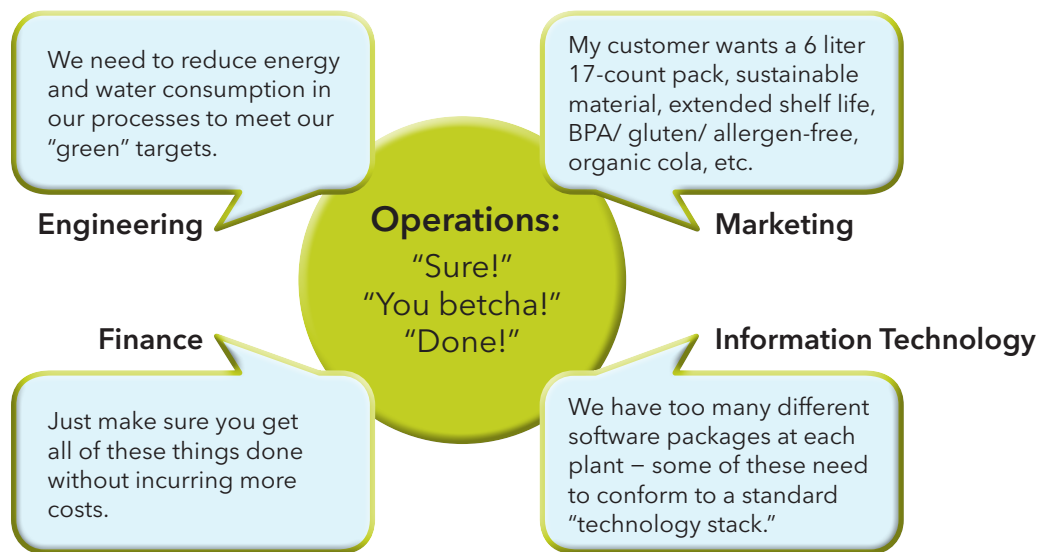 We need to reduce energy
and water consumption in
our processes to meet our
“green” targets.
Engineering
My customer wants a 6 liter
17-count pack, sustainable
material, extended shelf life,
BPA/ gluten/ allergen-free,
organic cola, etc.
Marketing
Operations:
“Sure!”
“You betcha!”
“Done!”
Finance
Just make sure you get
all of these things done
without incurring more
costs.
Information Technology
We have too many different
software packages at each
plant – some of these need
to conform to a standard
“technology stack.”